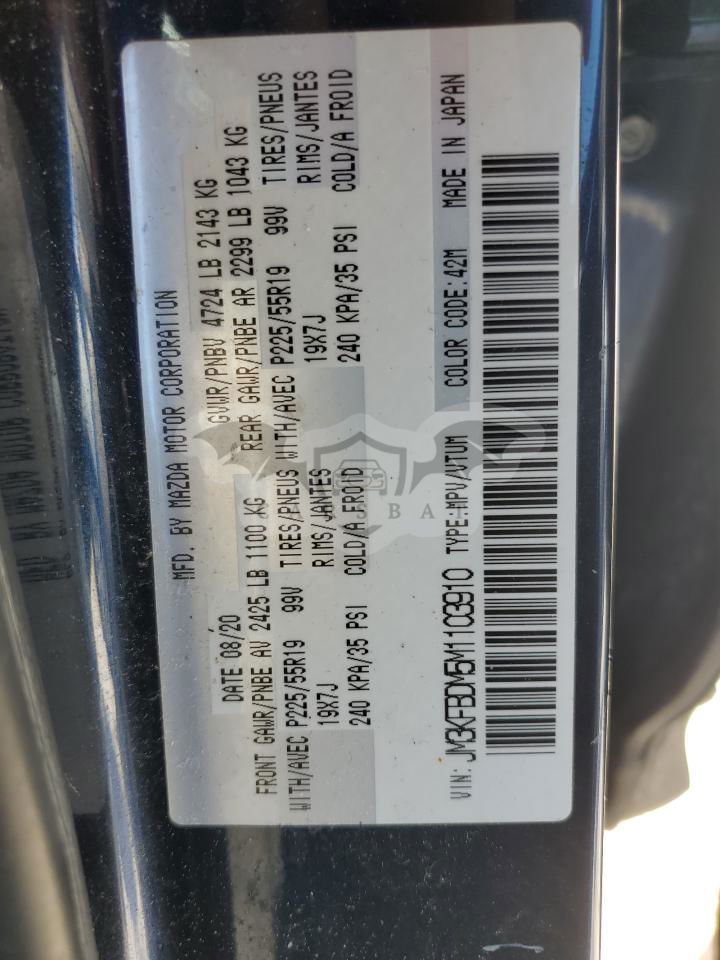 MFD. BY MAZDA MOTOR CORPORATION
DATE 08/20 GVWR/PNBV 4724 LB 2143 KG
FRONT GAWR/PNBE AV 2425 LB 1100 KG REAR GAWR/PNBE AR 2299 LB 1043 KG
WITH/AVEC P225/55R19 99V TIRES/PNEUS WITH/AVEC P225/55R19 99V TIRES/PNEUS
19X7J RIMS/JANTES 19X7J RIMS/JANTES
240 KPA/35 PSI COLD/A FROID 240 KPA/35 PSI COLD/A FROID
VIN: JM3KFBDM5M1103910 TYPE:MPV/VTUM COLOR CODE:42M MADE IN JAPAN